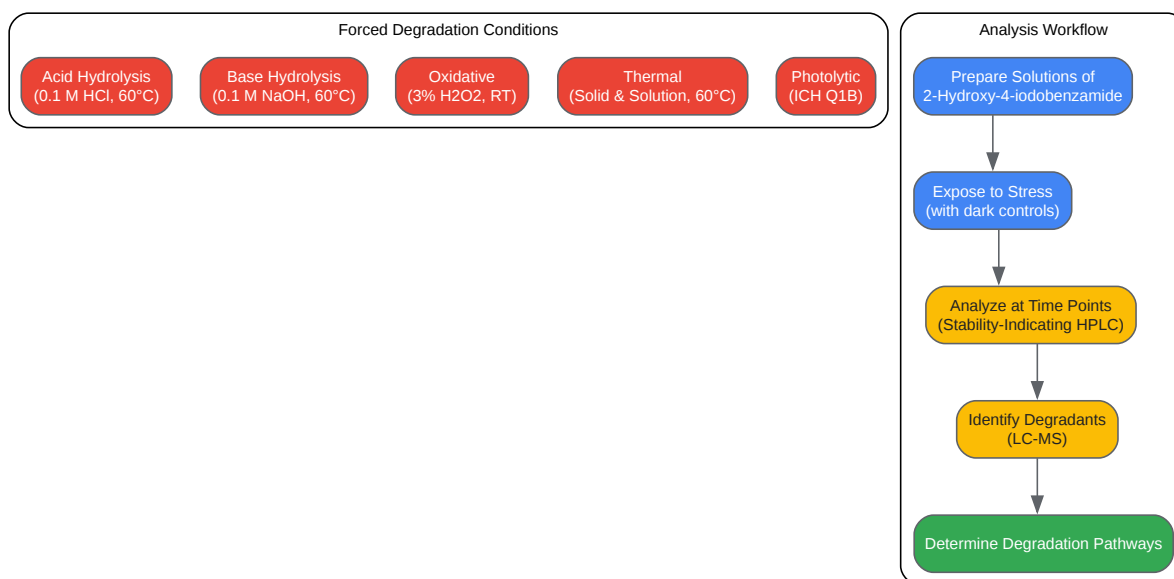 Forced Degradation Conditions
Acid Hydrolysis
(0.1 M HCl, 60°C)
Base Hydrolysis
(0.1 M NaOH, 60°C)
Oxidative
(3% H2O2, RT)
Thermal
(Solid & Solution, 60°C)
Photolytic
(ICH Q1B)
Analysis Workflow
Prepare Solutions of
2-Hydroxy-4-iodobenzamide
Expose to Stress
(with dark controls)
Analyze at Time Points
(Stability-Indicating HPLC)
Identify Degradants
(LC-MS)
Determine Degradation Pathways